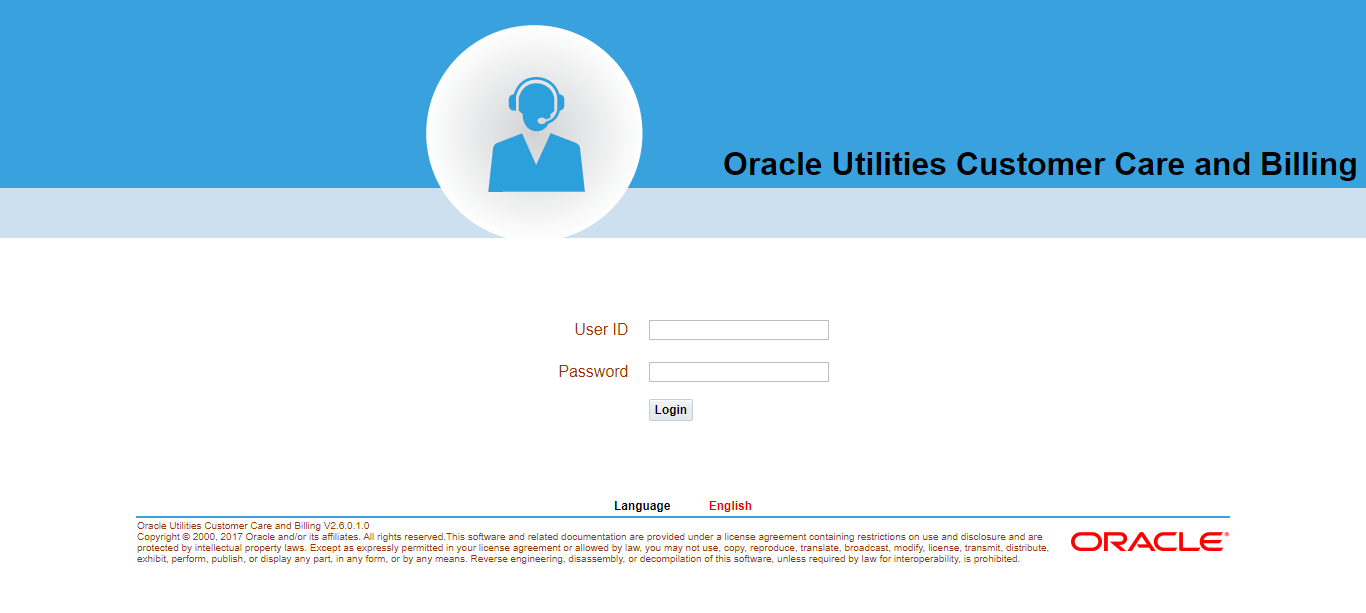 Oracle Utilities Customer Care and Billing
User ID
Password
Login
Language English
Oracle Utilities Customer Care and Billing V2.6.0.1.0
Copyright © 2000, 2017 Oracle and/or its affiliates. All rights reserved.This software and related documentation are provided under a license agreement containing restrictions on use and disclosure and are
protected by intellectual property laws. Except as expressly permitted in your license agreement or allowed by law, you may not use, copy, reproduce, translate, broadcast, modify, license, transmit, distribute,
exhibit, perform, publish, or display any part, in any form, or by any means. Reverse engineering, disassembly, or decompilation of this software, unless required by law for interoperability, is prohibited.
ORACLE®